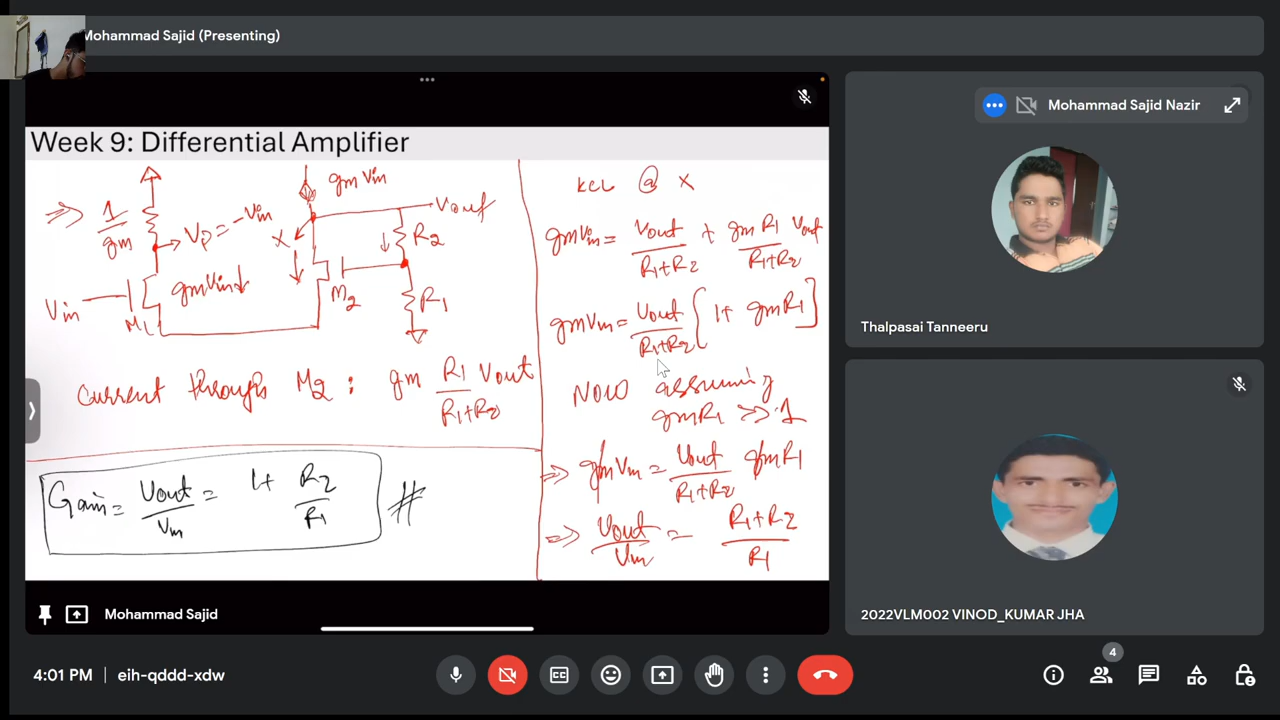 Mohammad Sajid (Presenting)
Week 9: Differential Amplifier
⇒ 1/gm
Vp = -Vin
gmVin
X
Vout
R2
R1
M2
gmVin
Vin
M1
Current through M2 : gm R1/(R1+R2) Vout
Gain = Vout/Vin = 1+ R2/R1 #
KCL @ X
gmVin = Vout/(R1+R2) + gmR1/(R1+R2) Vout
gmVin = Vout/(R1+R2) [1+ gmR1]
Now assuming
gmR1 >> 1
⇒ gmVin = Vout/(R1+R2) gmR1
⇒ Vout/Vin = (R1+R2)/R1
Mohammad Sajid
Mohammad Sajid Nazir
Thalpasai Tanneeru
2022VLM002 VINOD_KUMAR JHA
4:01 PM | eih-qddd-xdw
CC
4